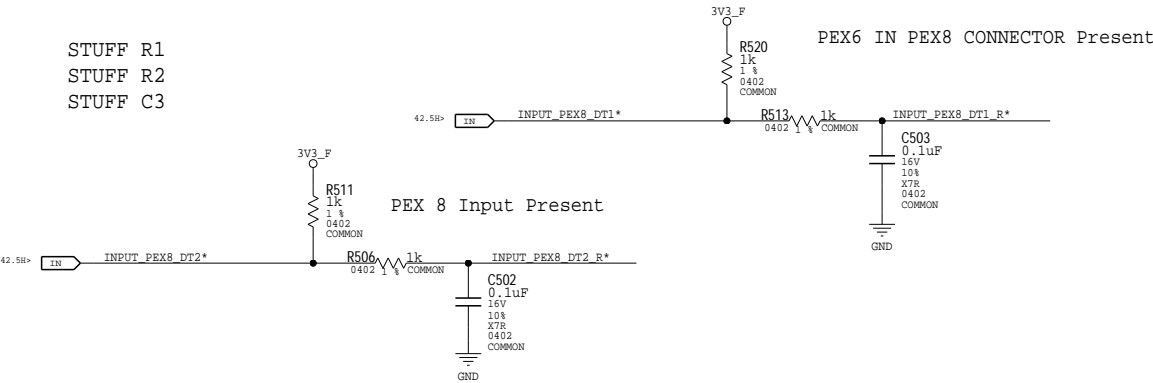 3V3_F
PEX6 IN PEX8 CONNECTOR Present
STUFF R1
STUFF R2
STUFF C3
R520
1k
1 %
0402
COMMON
42.5H>
IN
INPUT_PEX8_DT1*
R513
1k
0402 1 % COMMON
INPUT_PEX8_DT1_R*
C503
0.1uF
16V
10%
X7R
0402
COMMON
GND
3V3_F
R511
1k
1 %
0402
COMMON
PEX 8 Input Present
42.5H>
IN
INPUT_PEX8_DT2*
R506
1k
0402 1 % COMMON
INPUT_PEX8_DT2_R*
C502
0.1uF
16V
10%
X7R
0402
COMMON
GND